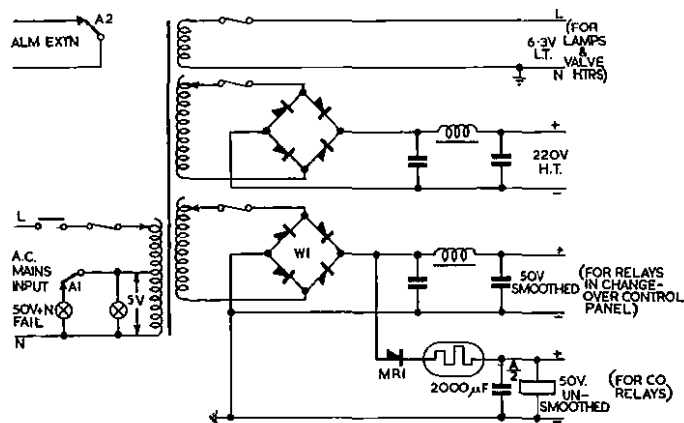 A2
ALM EXTN
L
6·3V
L.T.
N
(FOR
LAMPS
&
VALVE
HTRS)
+
220V
H.T.
−
L
A.C.
MAINS
INPUT
A1
50V+N
FAIL
N
5V
W1
+
50V
SMOOTHED
−
(FOR RELAYS
IN CHANGE-
OVER CONTROL
PANEL)
MR1
2000μF
A
2
+
50V.
UN-
SMOOTHED
−
(FOR CO
RELAYS)